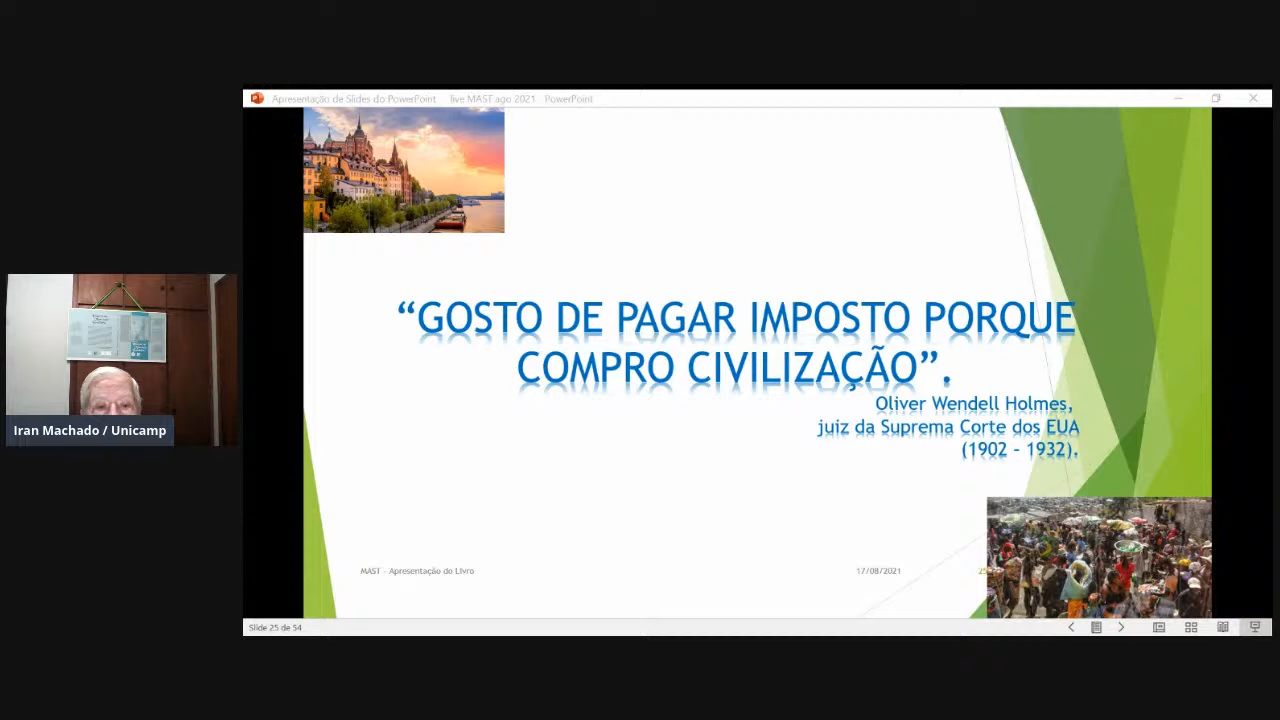 Apresentação de Slides do PowerPoint live MAST ago 2021 PowerPoint
“GOSTO DE PAGAR IMPOSTO PORQUE
COMPRO CIVILIZAÇÃO”.
Oliver Wendell Holmes,
juiz da Suprema Corte dos EUA
(1902 – 1932).
Iran Machado / Unicamp
MAST - Apresentação do Livro
17/08/2021
25
Slide 25 de 54